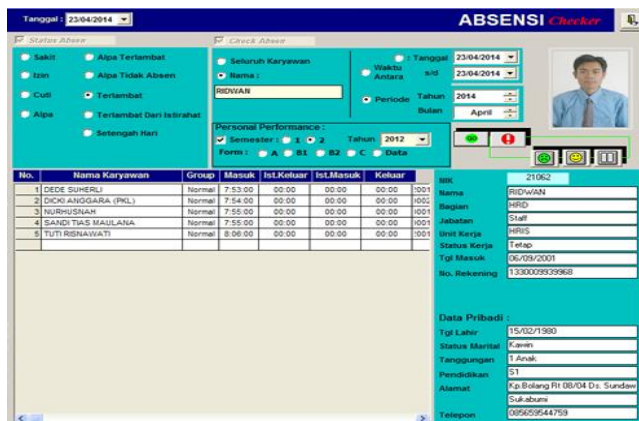 Tanggal : 23/04/2014
ABSENSI Checker
Status Absen
Check Absen
Sakit
Alpa Terlambat
Izin
Alpa Tidak Absen
Cuti
Terlambat
Alpa
Terlambat Dari Istirahat
Setengah Hari
Seluruh Karyawan
Nama :
RIDWAN
Waktu Antara
: Tanggal 23/04/2014
s/d 23/04/2014
Periode
Tahun 2014
Bulan April
Personal Performance :
Semester : 1 2 Tahun 2012
Form : A B1 B2 C Data
No. Nama Karyawan Group Masuk Ist.Keluar Ist.Masuk Keluar
1 DEDE SUHERLI Normal 7:53:00 00:00 00:00 00:00
2 DICKI ANGGARA (PKL) Normal 7:54:00 00:00 00:00 00:00
3 NURHUSNAH Normal 7:55:00 00:00 00:00 00:00
4 SANDI TIAS MAULANA Normal 7:55:00 00:00 00:00 00:00
5 TUTI RISNAWATI Normal 8:06:00 00:00 00:00 00:00
NIK 21062
Nama RIDWAN
Bagian HRD
Jabatan Staff
Unit Kerja HRIS
Status Kerja Tetap
Tgl Masuk 06/09/2001
No. Rekening 1330009939968
Data Pribadi :
Tgl Lahir 15/02/1980
Status Marital Kawin
Tanggungan 1 Anak
Pendidikan S1
Alamat Kp.Bolang Rt 08/04 Ds. Sundaw
Sukabumi
Telepon 085659544759